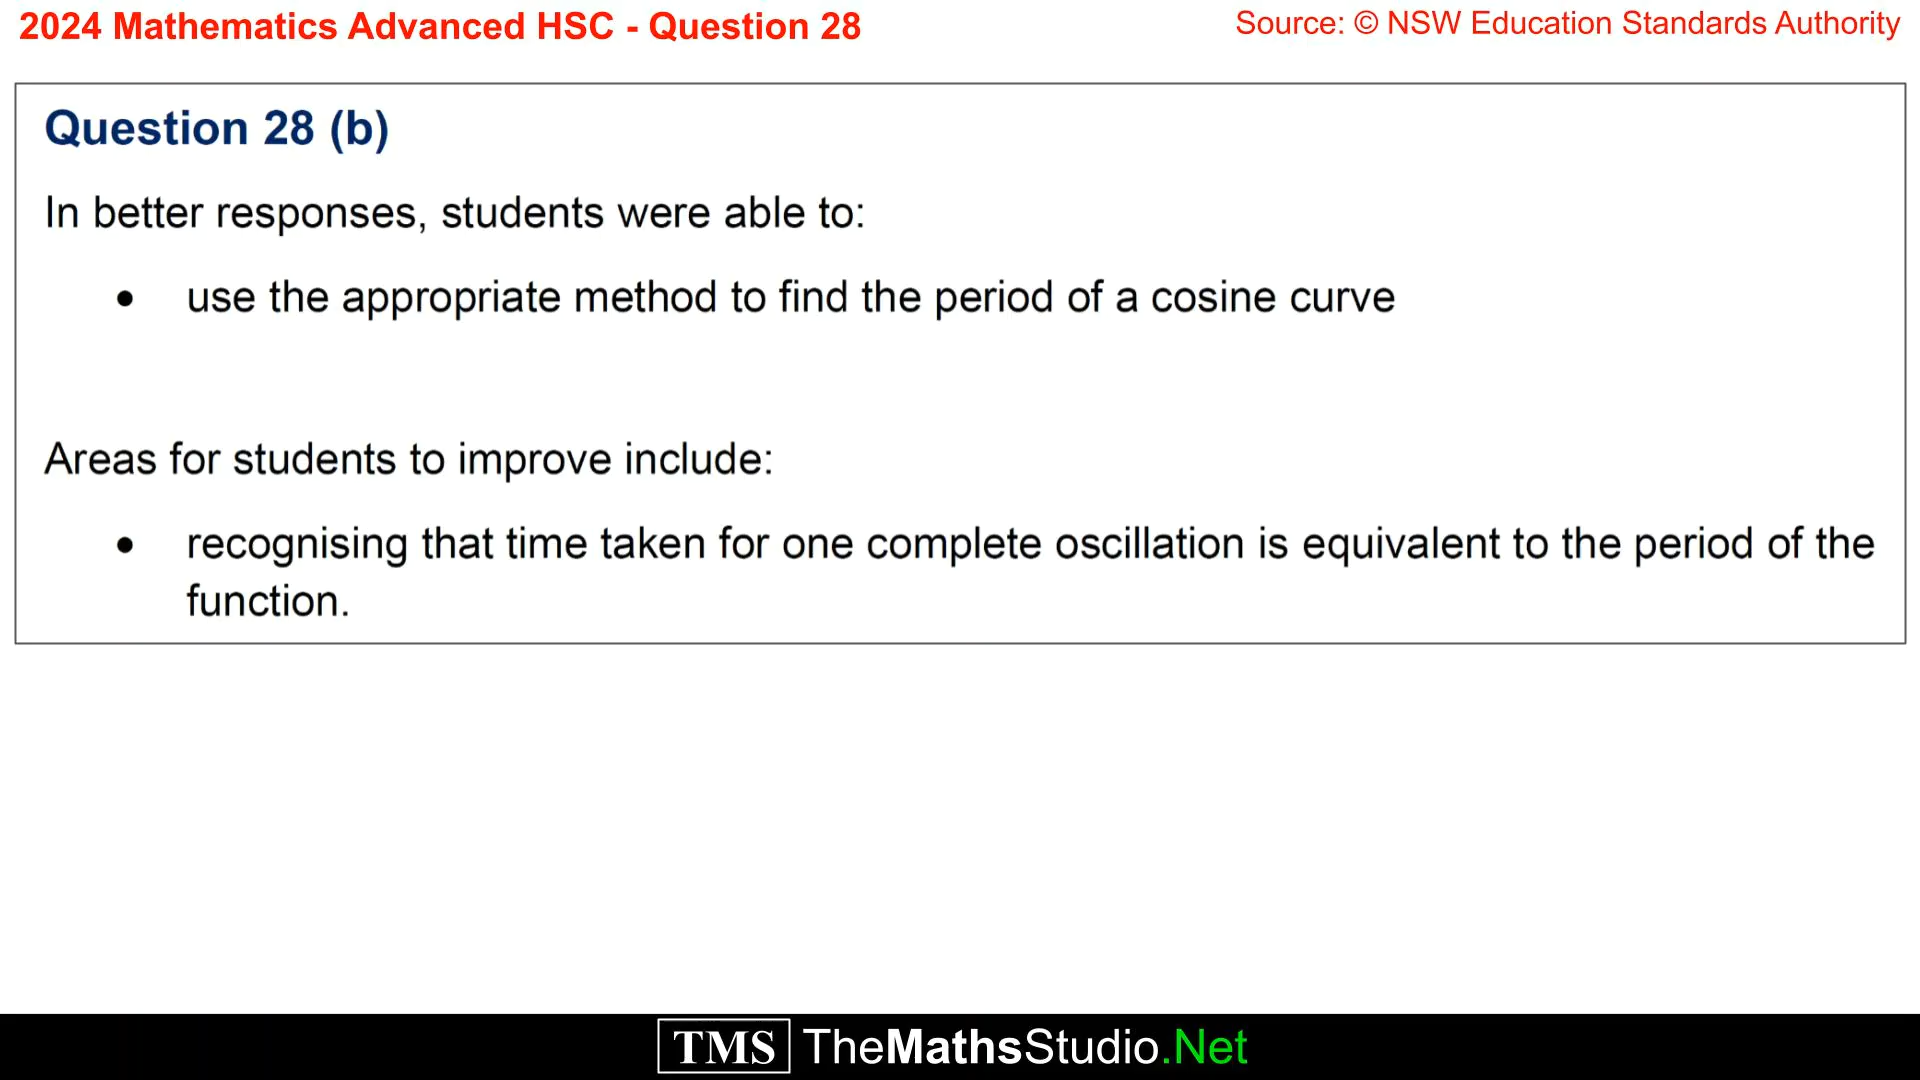 2024 Mathematics Advanced HSC - Question 28
Source: © NSW Education Standards Authority
Question 28 (b)
In better responses, students were able to:
• use the appropriate method to find the period of a cosine curve
Areas for students to improve include:
• recognising that time taken for one complete oscillation is equivalent to the period of the
function.
TMS TheMathsStudio.Net